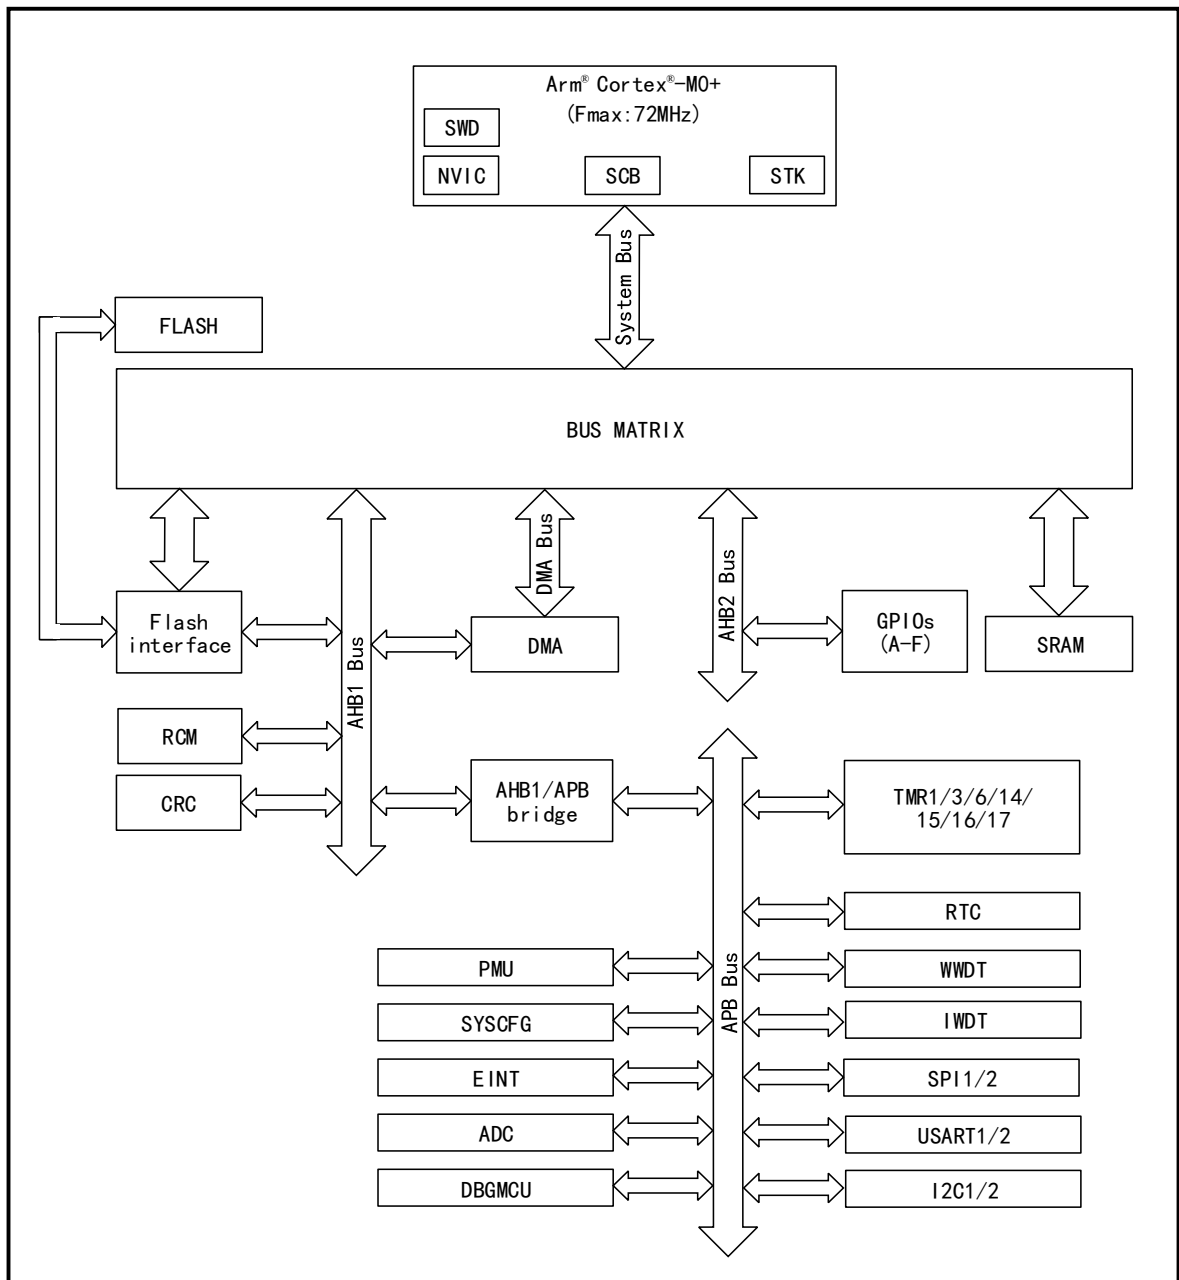 Arm® Cortex®-M0+
(Fmax:72MHz)
SWD
NVIC
SCB
STK
System Bus
FLASH
BUS MATRIX
DMA Bus
AHB2 Bus
AHB1 Bus
Flash
interface
DMA
GPIOs
(A-F)
SRAM
RCM
CRC
AHB1/APB
bridge
TMR1/3/6/14/
15/16/17
RTC
APB Bus
PMU
WWDT
SYSCFG
IWDT
EINT
SPI1/2
ADC
USART1/2
DBGMCU
I2C1/2